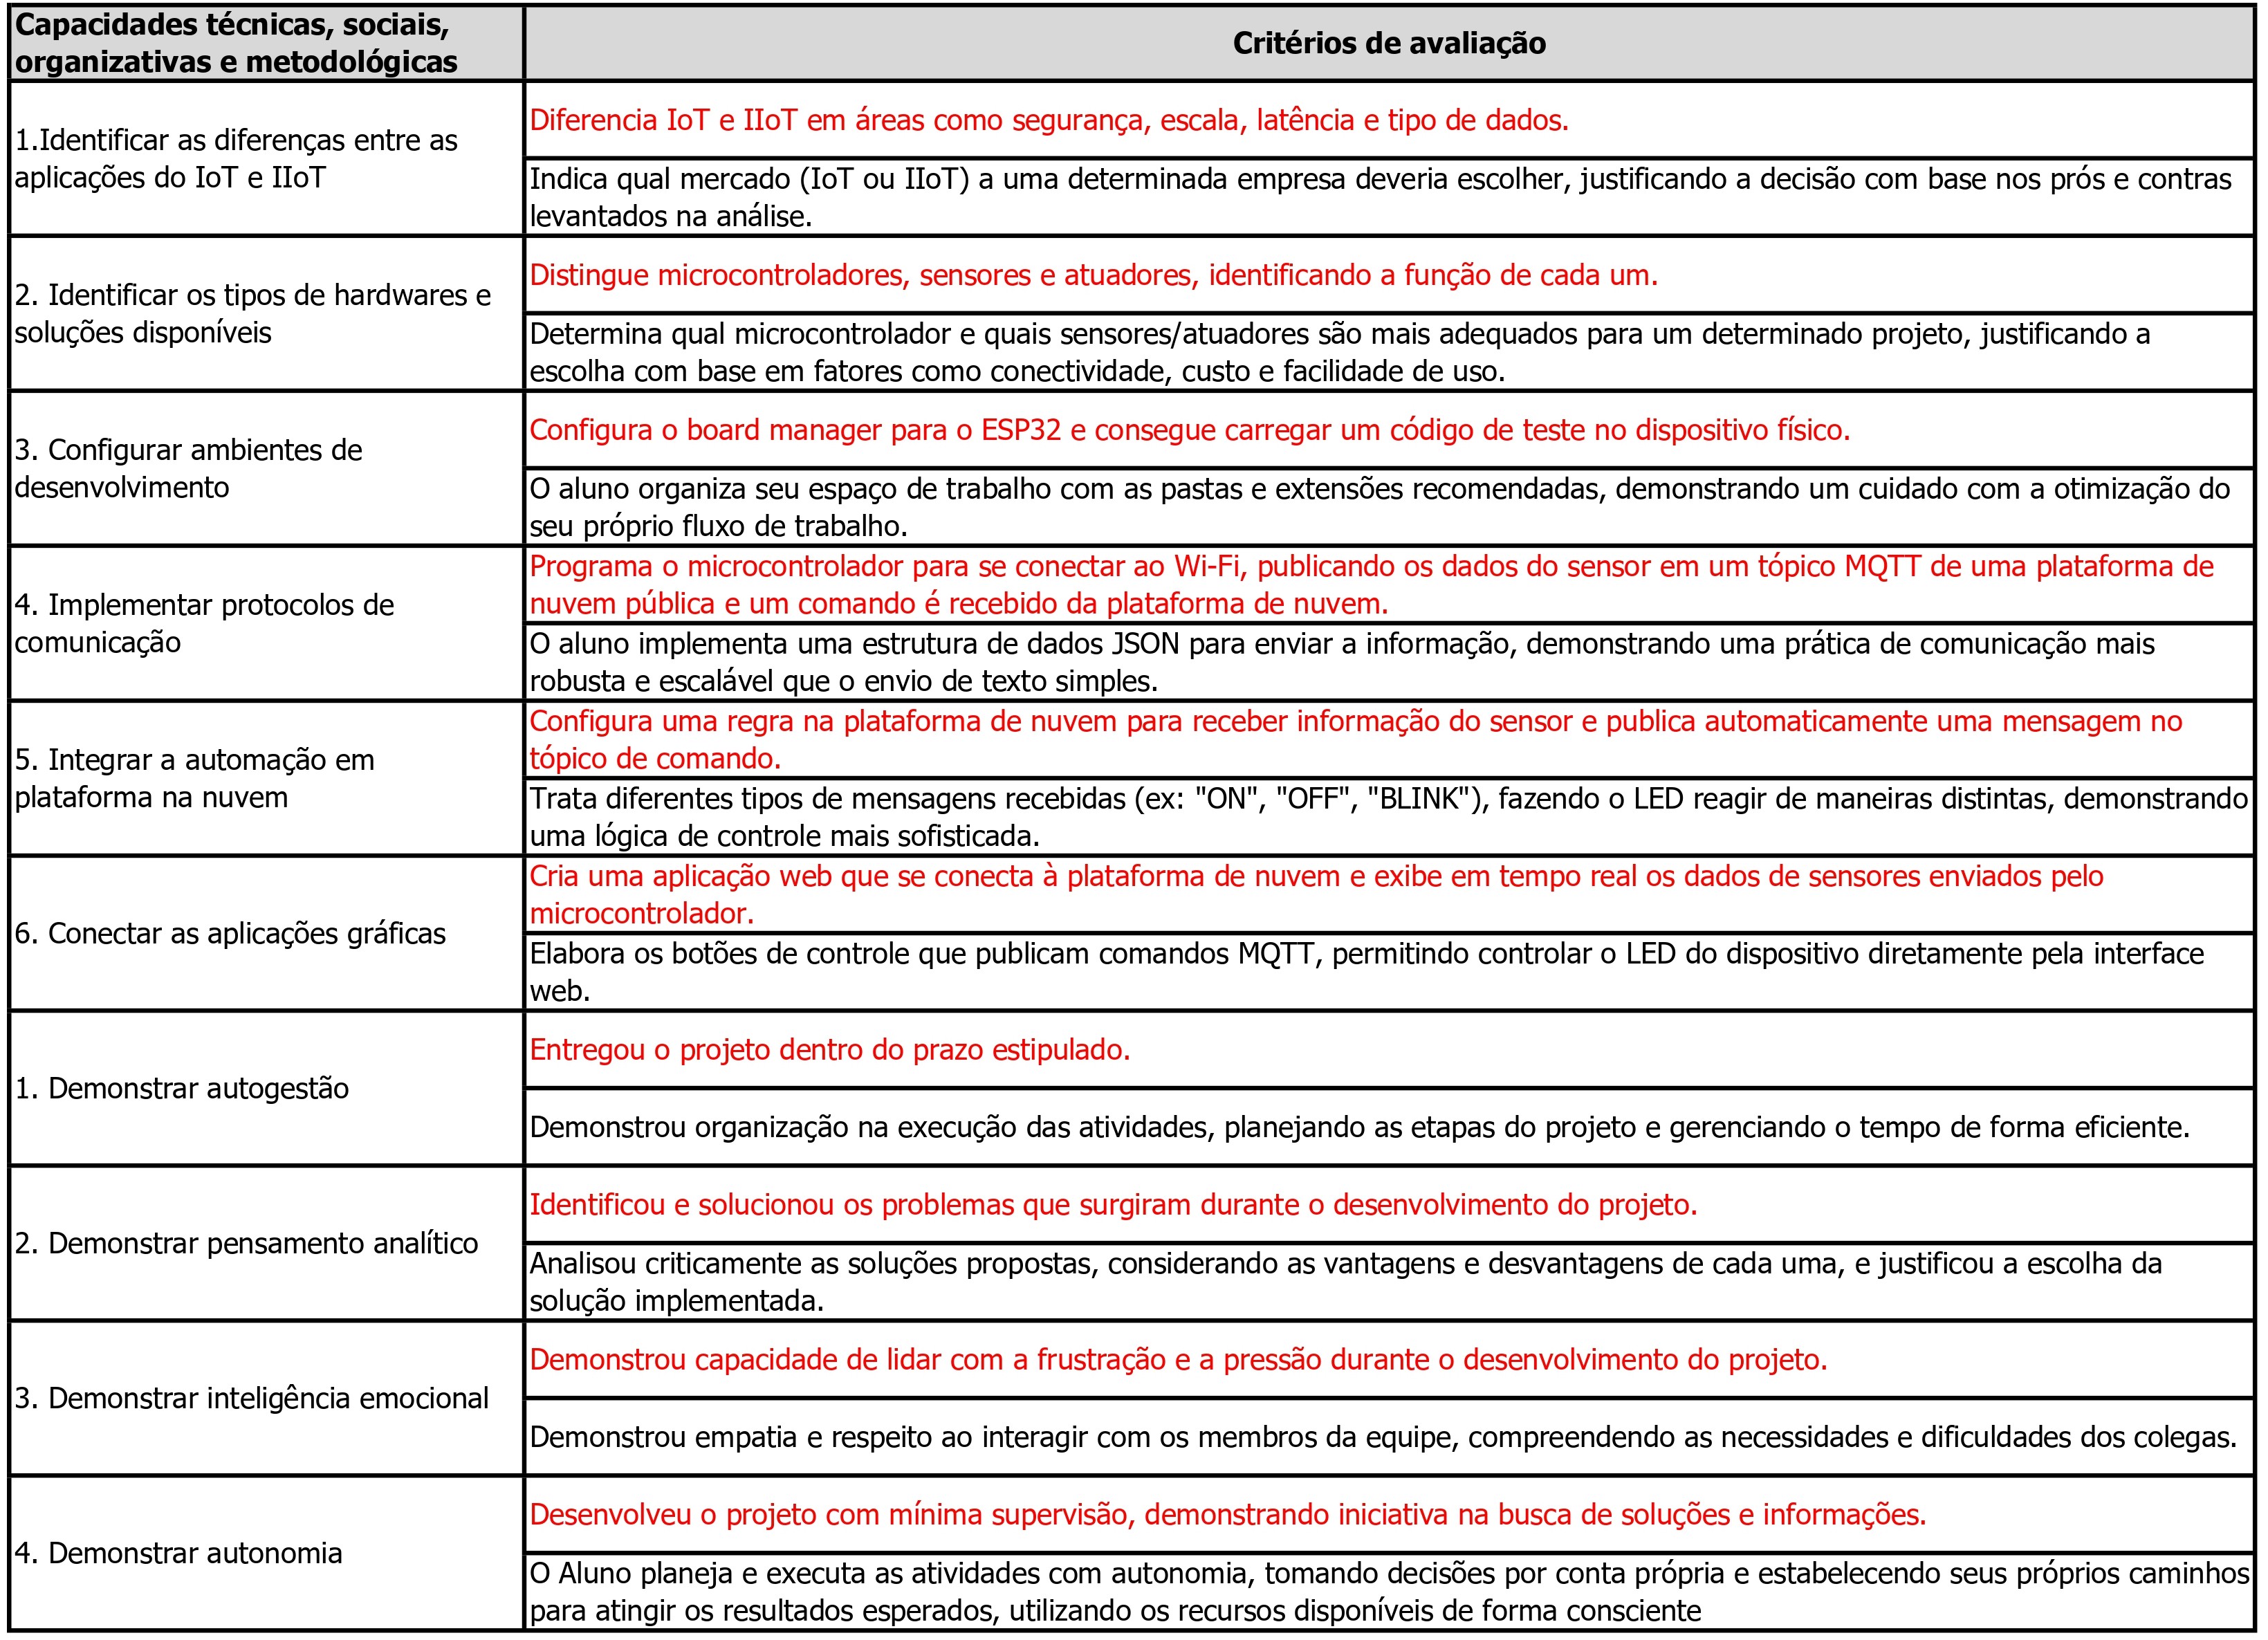 Capacidades técnicas, sociais,
organizativas e metodológicas
Critérios de avaliação
1.Identificar as diferenças entre as
aplicações do IoT e IIoT
Diferencia IoT e IIoT em áreas como segurança, escala, latência e tipo de dados.
Indica qual mercado (IoT ou IIoT) a uma determinada empresa deveria escolher, justificando a decisão com base nos prós e contras
levantados na análise.
2. Identificar os tipos de hardwares e
soluções disponíveis
Distingue microcontroladores, sensores e atuadores, identificando a função de cada um.
Determina qual microcontrolador e quais sensores/atuadores são mais adequados para um determinado projeto, justificando a
escolha com base em fatores como conectividade, custo e facilidade de uso.
3. Configurar ambientes de
desenvolvimento
Configura o board manager para o ESP32 e consegue carregar um código de teste no dispositivo físico.
O aluno organiza seu espaço de trabalho com as pastas e extensões recomendadas, demonstrando um cuidado com a otimização do
seu próprio fluxo de trabalho.
4. Implementar protocolos de
comunicação
Programa o microcontrolador para se conectar ao Wi-Fi, publicando os dados do sensor em um tópico MQTT de uma plataforma de
nuvem pública e um comando é recebido da plataforma de nuvem.
O aluno implementa uma estrutura de dados JSON para enviar a informação, demonstrando uma prática de comunicação mais
robusta e escalável que o envio de texto simples.
5. Integrar a automação em
plataforma na nuvem
Configura uma regra na plataforma de nuvem para receber informação do sensor e publica automaticamente uma mensagem no
tópico de comando.
Trata diferentes tipos de mensagens recebidas (ex: "ON", "OFF", "BLINK"), fazendo o LED reagir de maneiras distintas, demonstrando
uma lógica de controle mais sofisticada.
6. Conectar as aplicações gráficas
Cria uma aplicação web que se conecta à plataforma de nuvem e exibe em tempo real os dados de sensores enviados pelo
microcontrolador.
Elabora os botões de controle que publicam comandos MQTT, permitindo controlar o LED do dispositivo diretamente pela interface
web.
1. Demonstrar autogestão
Entregou o projeto dentro do prazo estipulado.
Demonstrou organização na execução das atividades, planejando as etapas do projeto e gerenciando o tempo de forma eficiente.
2. Demonstrar pensamento analítico
Identificou e solucionou os problemas que surgiram durante o desenvolvimento do projeto.
Analisou criticamente as soluções propostas, considerando as vantagens e desvantagens de cada uma, e justificou a escolha da
solução implementada.
3. Demonstrar inteligência emocional
Demonstrou capacidade de lidar com a frustração e a pressão durante o desenvolvimento do projeto.
Demonstrou empatia e respeito ao interagir com os membros da equipe, compreendendo as necessidades e dificuldades dos colegas.
4. Demonstrar autonomia
Desenvolveu o projeto com mínima supervisão, demonstrando iniciativa na busca de soluções e informações.
O Aluno planeja e executa as atividades com autonomia, tomando decisões por conta própria e estabelecendo seus próprios caminhos
para atingir os resultados esperados, utilizando os recursos disponíveis de forma consciente